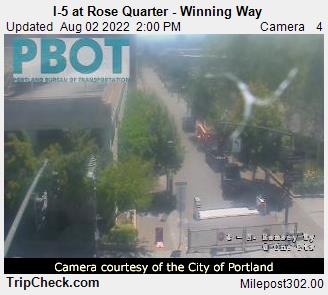 I-5 at Rose Quarter - Winning Way
Updated Aug 02 2022 2:00 PM Camera 4
PBOT
PORTLAND BUREAU OF TRANSPORTATION
Camera courtesy of the City of Portland
TripCheck.com Milepost302.00